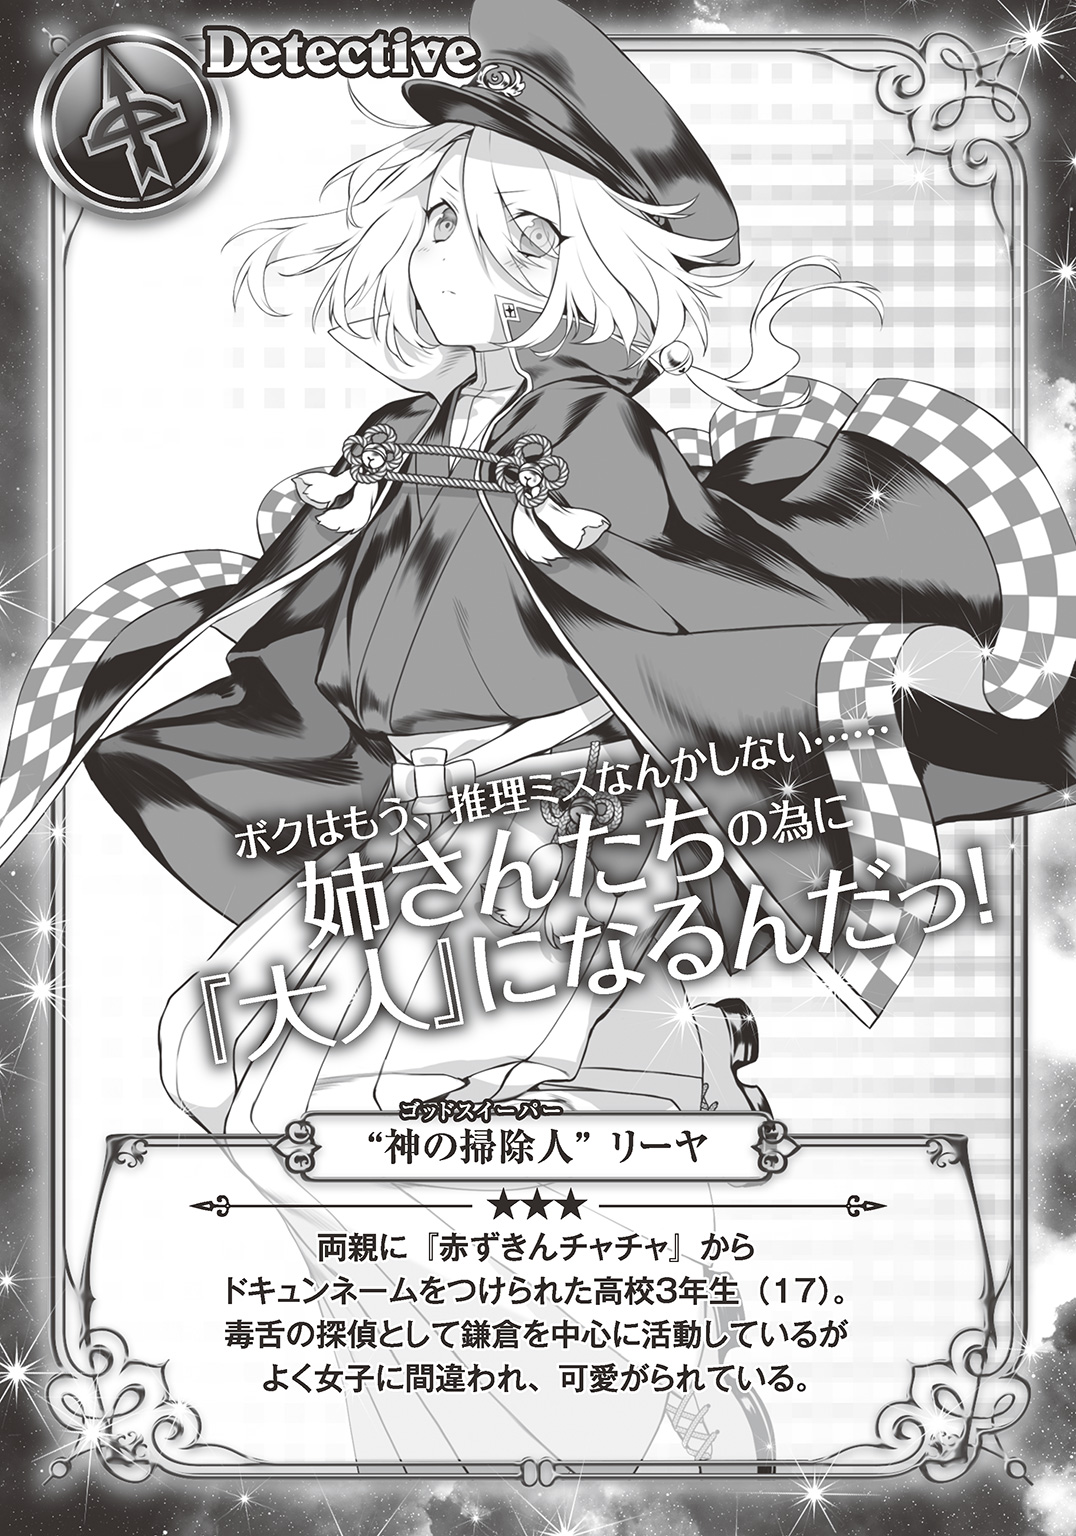 Detective
ボクはもう、推理ミスなんかしない……
姉さんたちの為に
『大人』になるんだっ！
ゴッドスイーパー
“神の掃除人” リーヤ
★★★
両親に『赤ずきんチャチャ』から
ドキュンネームをつけられた高校3年生（17）。
毒舌の探偵として鎌倉を中心に活動しているが
よく女子に間違われ、可愛がられている。